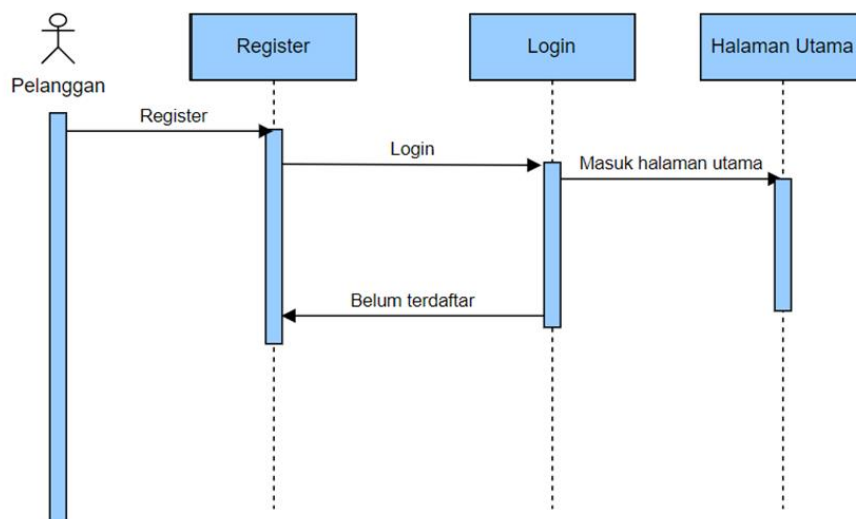 Register
Login
Halaman Utama
Pelanggan
Register
Login
Masuk halaman utama
Belum terdaftar